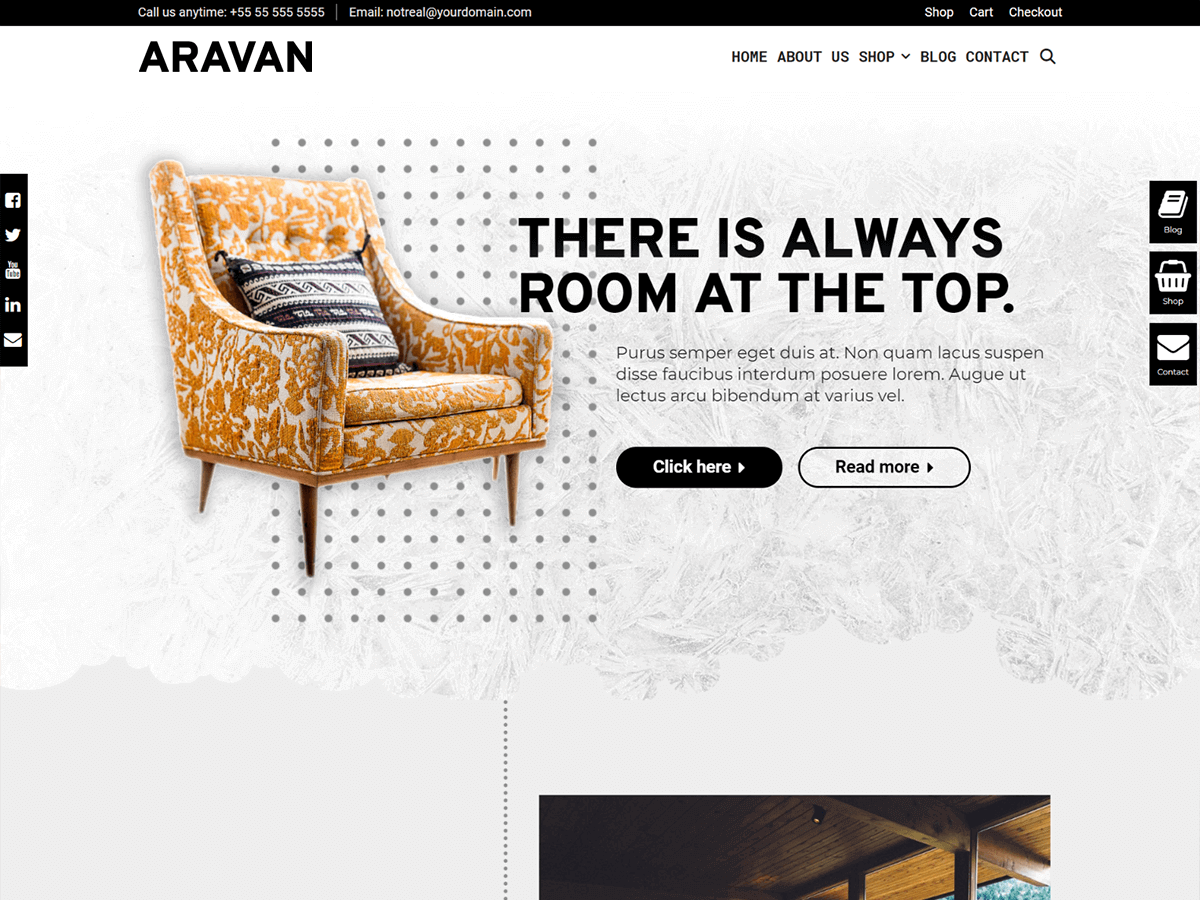 Call us anytime: +55 55 555 5555 | Email: notreal@yourdomain.com
Shop Cart Checkout
ARAVAN
HOME ABOUT US SHOP BLOG CONTACT
You
Tube
Blog
Shop
Contact
THERE IS ALWAYS
ROOM AT THE TOP.
Purus semper eget duis at. Non quam lacus suspen
disse faucibus interdum posuere lorem. Augue ut
lectus arcu bibendum at varius vel.
Click here
Read more